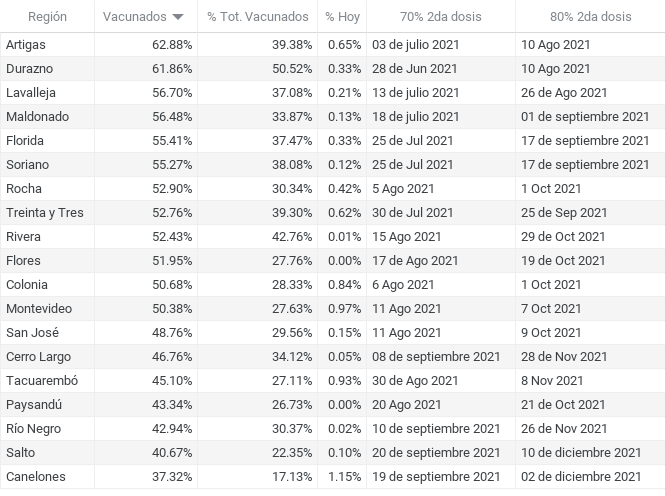 Región Vacunados % Tot. Vacunados % Hoy 70% 2da dosis 80% 2da dosis
Artigas 62.88% 39.38% 0.65% 03 de julio 2021 10 Ago 2021
Durazno 61.86% 50.52% 0.33% 28 de Jun 2021 10 Ago 2021
Lavalleja 56.70% 37.08% 0.21% 13 de julio 2021 26 de Ago 2021
Maldonado 56.48% 33.87% 0.13% 18 de julio 2021 01 de septiembre 2021
Florida 55.41% 37.47% 0.33% 25 de Jul 2021 17 de septiembre 2021
Soriano 55.27% 38.08% 0.12% 25 de Jul 2021 17 de septiembre 2021
Rocha 52.90% 30.34% 0.42% 5 Ago 2021 1 Oct 2021
Treinta y Tres 52.76% 39.30% 0.62% 30 de Jul 2021 25 de Sep 2021
Rivera 52.43% 42.76% 0.01% 15 Ago 2021 29 de Oct 2021
Flores 51.95% 27.76% 0.00% 17 de Ago 2021 19 de Oct 2021
Colonia 50.68% 28.33% 0.84% 6 Ago 2021 1 Oct 2021
Montevideo 50.38% 27.63% 0.97% 11 Ago 2021 7 Oct 2021
San José 48.76% 29.56% 0.15% 11 Ago 2021 9 Oct 2021
Cerro Largo 46.76% 34.12% 0.05% 08 de septiembre 2021 28 de Nov 2021
Tacuarembó 45.10% 27.11% 0.93% 30 de Ago 2021 8 Nov 2021
Paysandú 43.34% 26.73% 0.00% 20 Ago 2021 21 de Oct 2021
Río Negro 42.94% 30.37% 0.02% 10 de septiembre 2021 26 de Nov 2021
Salto 40.67% 22.35% 0.10% 20 de septiembre 2021 10 de diciembre 2021
Canelones 37.32% 17.13% 1.15% 19 de septiembre 2021 02 de diciembre 2021